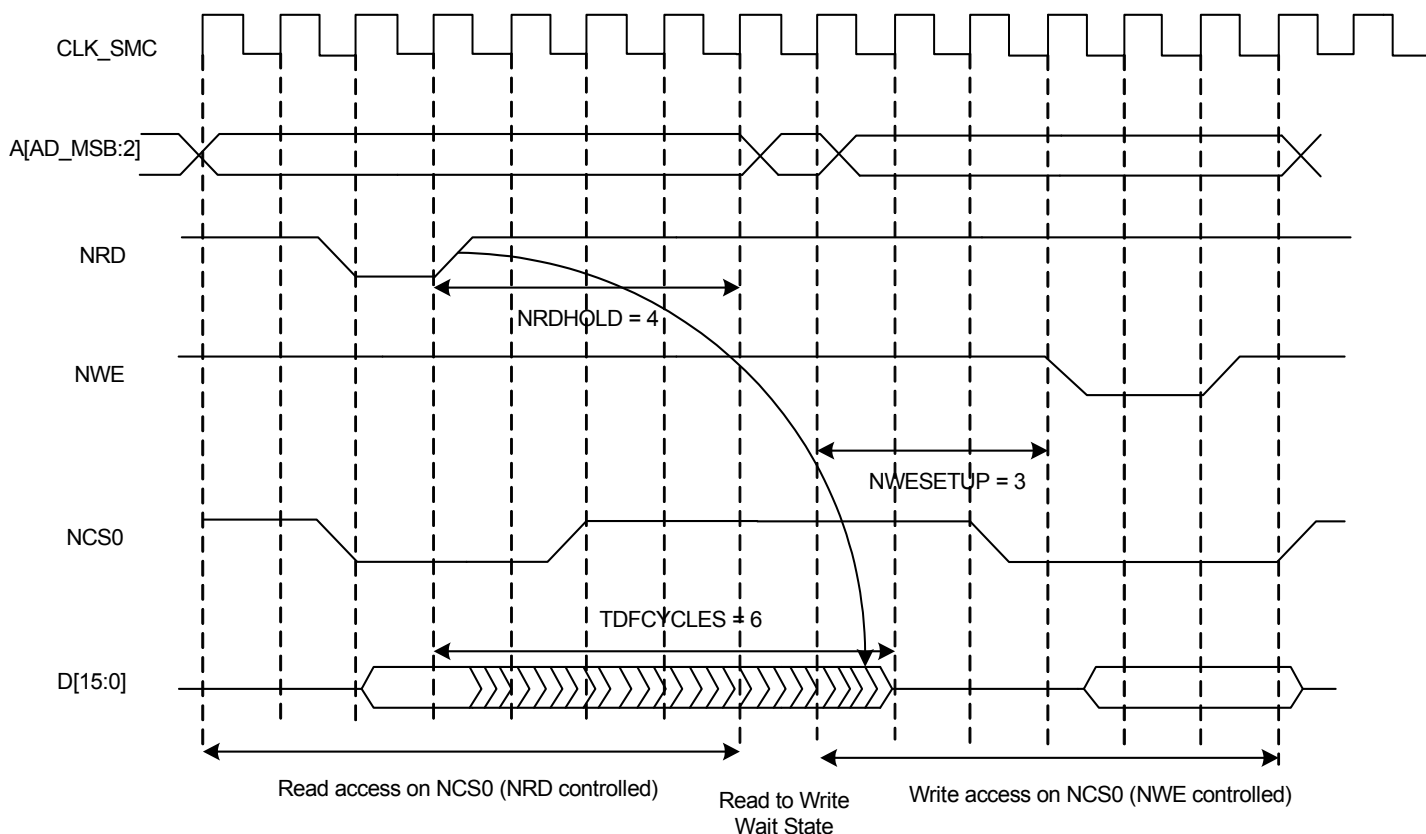 CLK_SMC
A[AD_MSB:2]
NRD
NRDHOLD = 4
NWE
NWESETUP = 3
NCS0
TDFCYCLES = 6
D[15:0]
Read access on NCS0 (NRD controlled)
Read to Write
Wait State
Write access on NCS0 (NWE controlled)